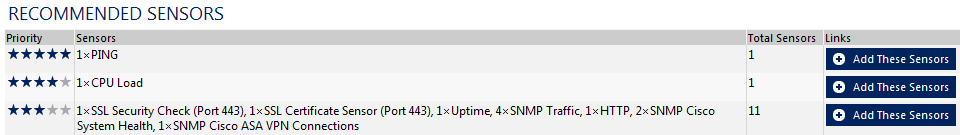 RECOMMENDED SENSORS
Priority Sensors Total Sensors Links
1×PING 1 Add These Sensors
1×CPU Load 1 Add These Sensors
1×SSL Security Check (Port 443), 1×SSL Certificate Sensor (Port 443), 1×Uptime, 4×SNMP Traffic, 1×HTTP, 2×SNMP Cisco 11 Add These Sensors
System Health, 1×SNMP Cisco ASA VPN Connections